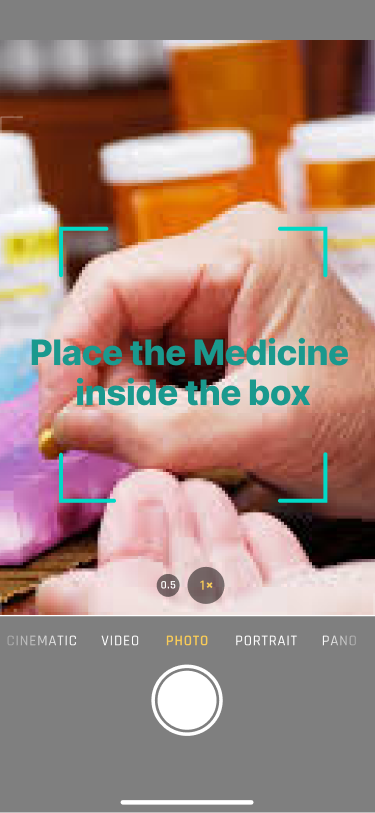 Place the Medicine
inside the box
0.5 1×
CINEMATIC VIDEO PHOTO PORTRAIT PANO